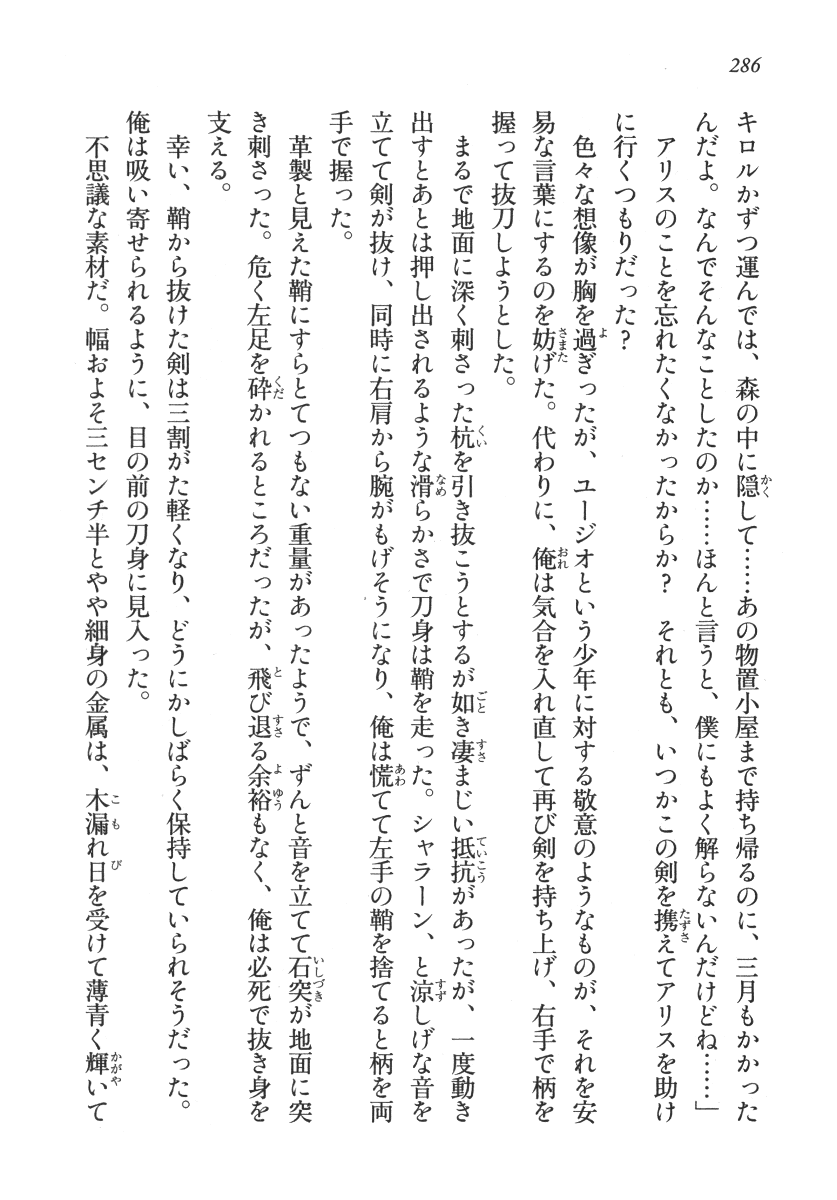 286
キロルかずつ運んでは、森の中に隠して……あの物置小屋まで持ち帰るのに、三月もかかった
んだよ。なんでそんなことしたのか……ほんと言うと、僕にもよく解らないんだけどね……」
アリスのことを忘れたくなかったからか？　それとも、いつかこの剣を携えてアリスを助け
に行くつもりだった？
色々な想像が胸を過ぎったが、ユージオという少年に対する敬意のようなものが、それを安
易な言葉にするのを妨げた。代わりに、俺は気合を入れ直して再び剣を持ち上げ、右手で柄を
握って抜刀しようとした。
まるで地面に深く刺さった杭を引き抜こうとするが如き凄まじい抵抗があったが、一度動き
出すとあとは押し出されるような滑らかさで刀身は鞘を走った。シャラーン、と涼しげな音を
立てて剣が抜け、同時に右肩から腕がもげそうになり、俺は慌てて左手の鞘を捨てると柄を両
手で握った。
革製と見えた鞘にすらとてつもない重量があったようで、ずんと音を立てて石突が地面に突
き刺さった。危く左足を砕かれるところだったが、飛び退る余裕もなく、俺は必死で抜き身を
支える。
幸い、鞘から抜けた剣は三割がた軽くなり、どうにかしばらく保持していられそうだった。
俺は吸い寄せられるように、目の前の刀身に見入った。
不思議な素材だ。幅およそ三センチ半とやや細身の金属は、木漏れ日を受けて薄青く輝いて